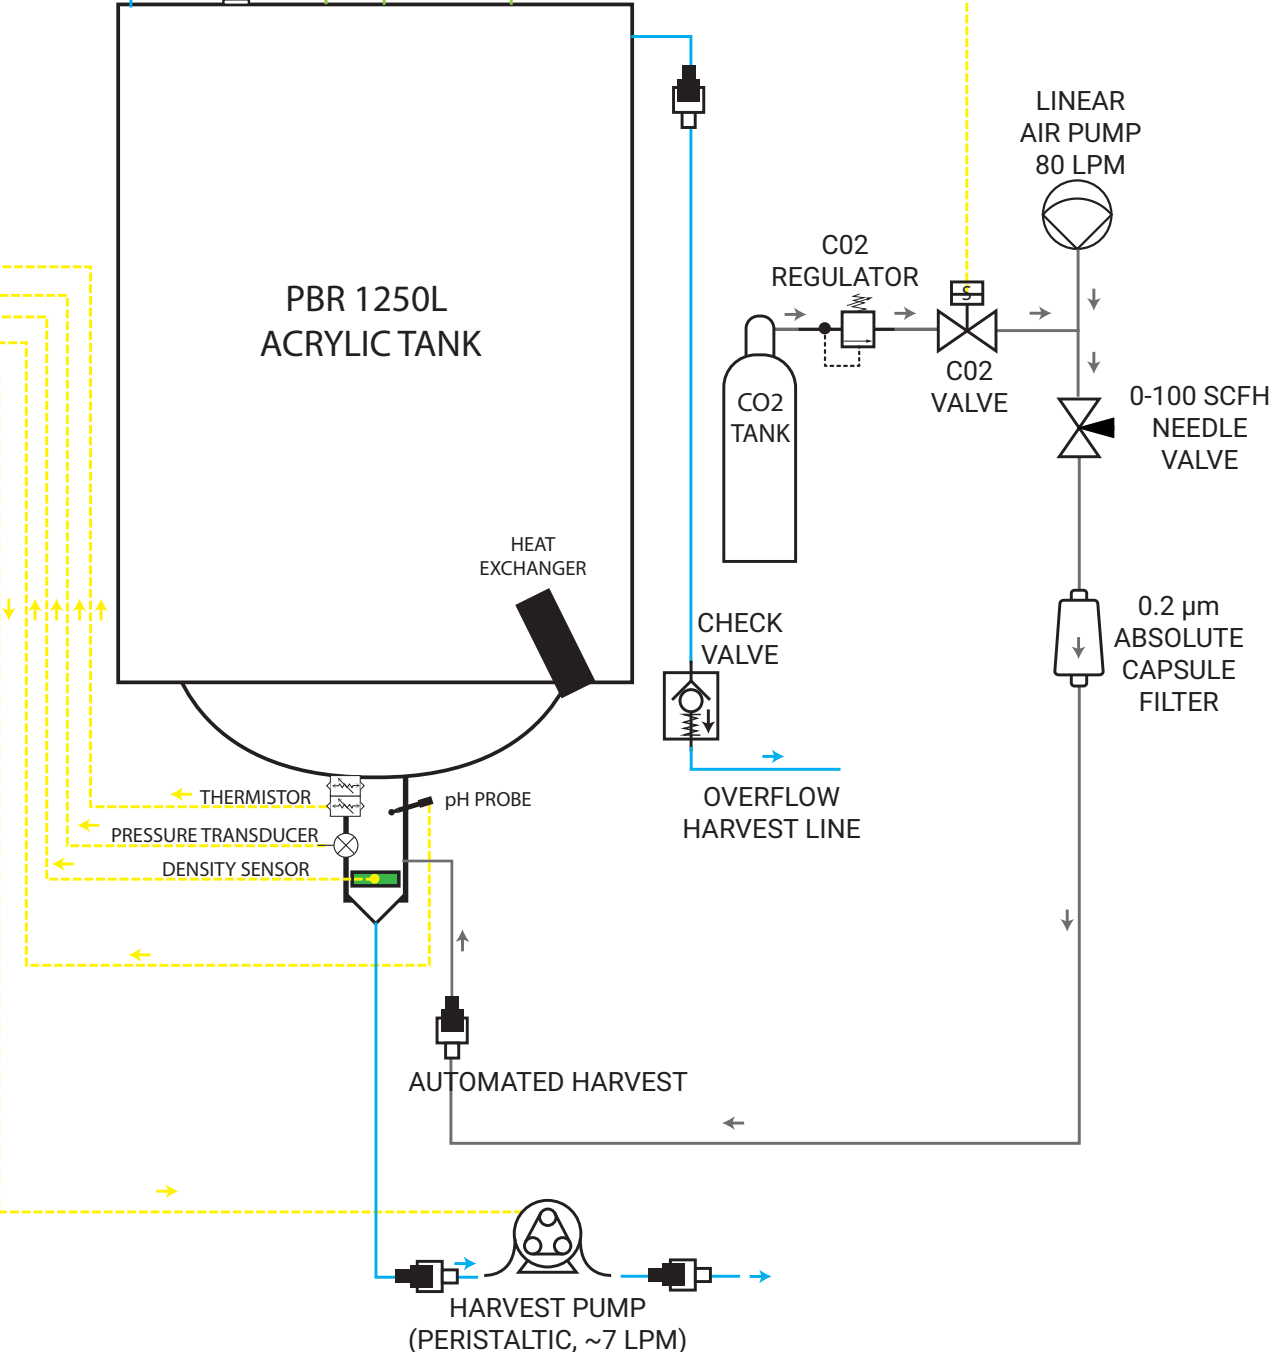 LINEAR
AIR PUMP
80 LPM
C02
REGULATOR
PBR 1250L
ACRYLIC TANK
S
C02
VALVE
CO2
TANK
0-100 SCFH
NEEDLE
VALVE
HEAT
EXCHANGER
CHECK
VALVE
0.2 µm
ABSOLUTE
CAPSULE
FILTER
THERMISTOR
pH PROBE
PRESSURE TRANSDUCER
DENSITY SENSOR
OVERFLOW
HARVEST LINE
AUTOMATED HARVEST
HARVEST PUMP
(PERISTALTIC, ~7 LPM)